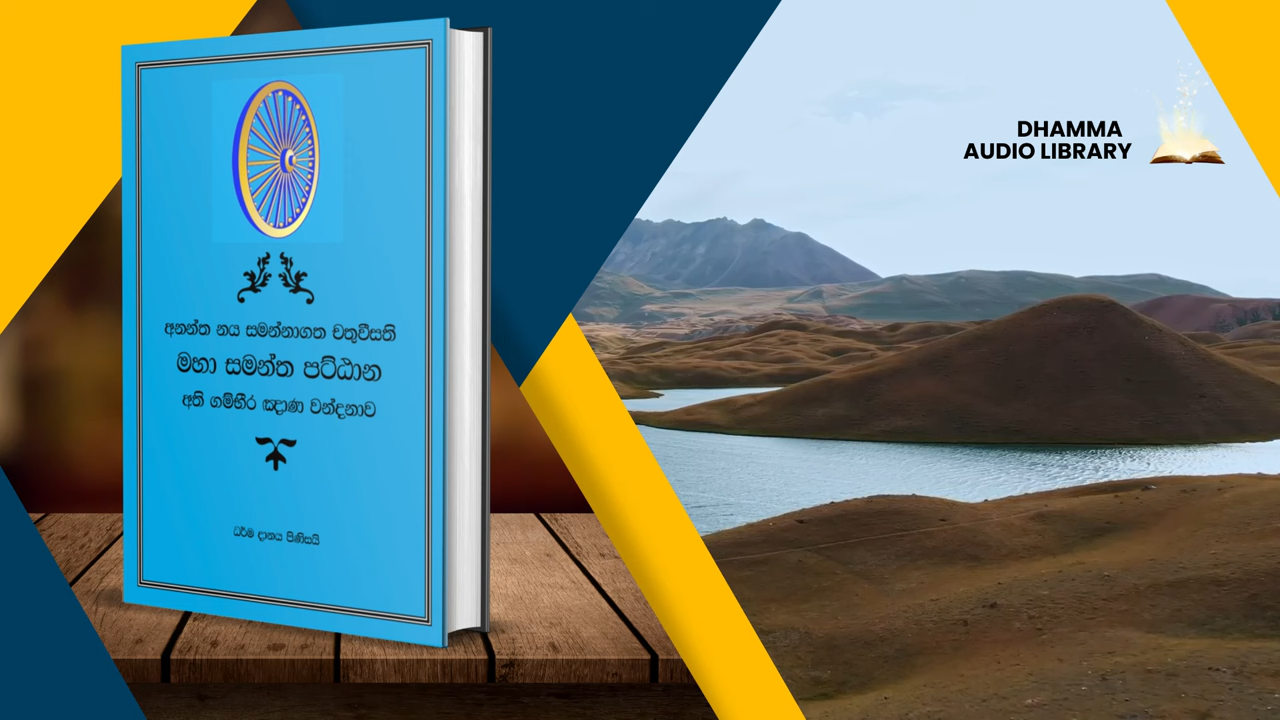 අනන්ත නය සමන්නාගත චතුවීසති
මහා සමන්ත පට්ඨාන
අති ගම්භීර ඤාණ වන්දනාව
ධර්ම දානය පිණිසයි
DHAMMA
AUDIO LIBRARY